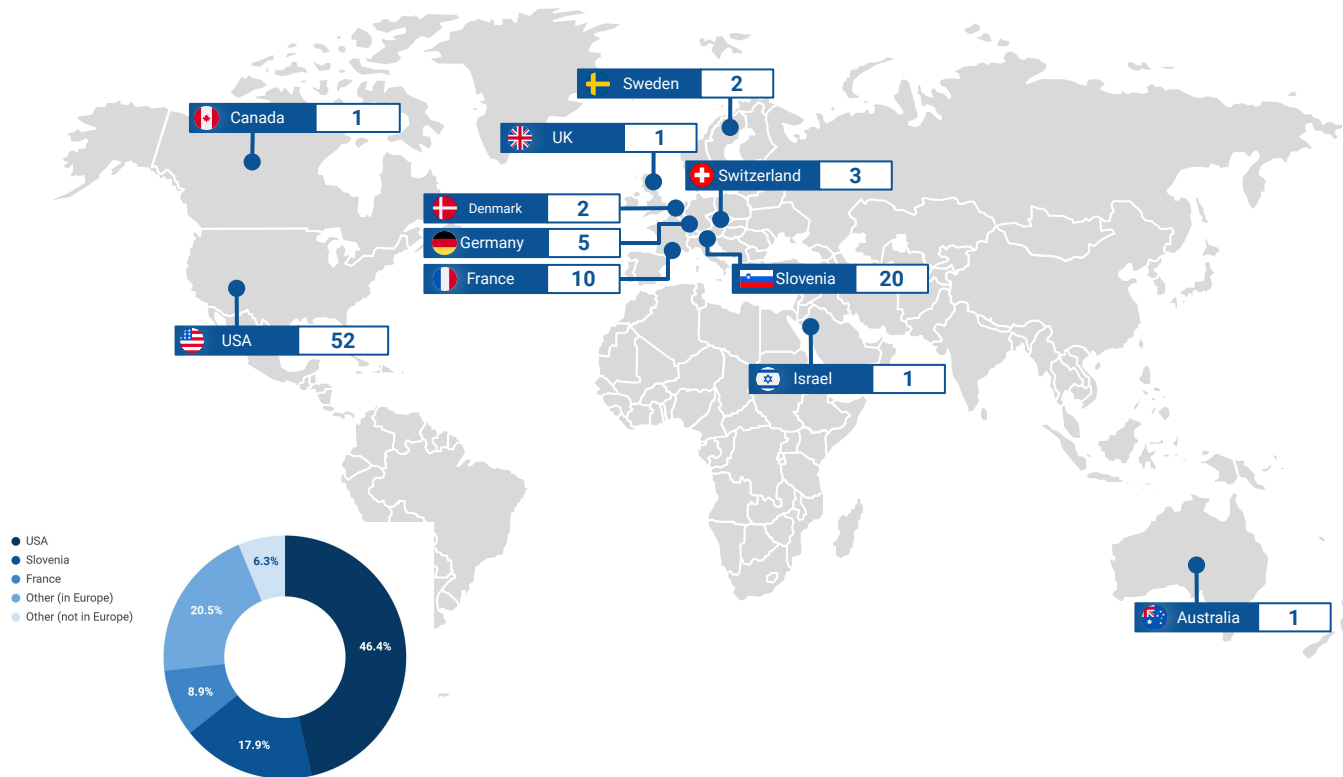 Sweden 2
Canada 1
UK 1
Switzerland 3
Denmark 2
Germany 5
France 10
Slovenia 20
USA 52
Israel 1
Australia 1
USA
Slovenia
France
Other (in Europe)
Other (not in Europe)
6.3%
20.5%
46.4%
8.9%
17.9%